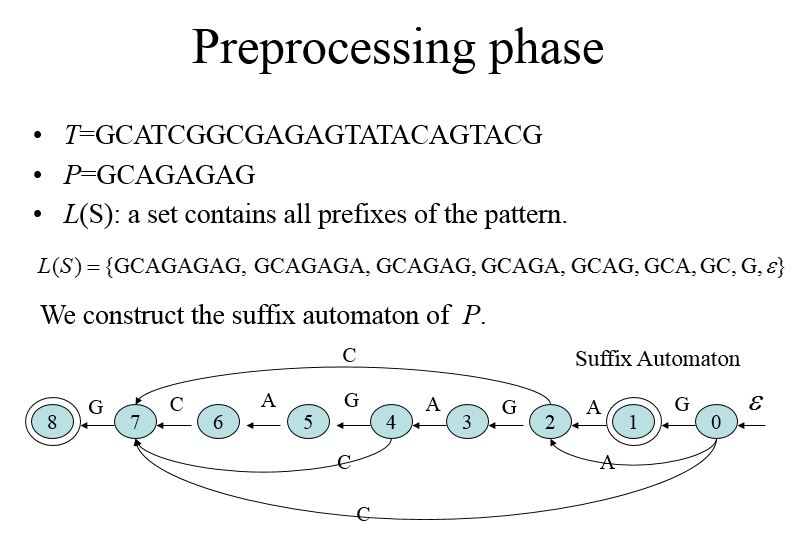 Preprocessing phase
• T=GCATCGGCGAGAGTATACAGTACG
• P=GCAGAGAG
• L(S): a set contains all prefixes of the pattern.
L(S) = {GCAGAGAG, GCAGAGA, GCAGAG, GCAGA, GCAG, GCA, GC, G, ε}
We construct the suffix automaton of P.
C
Suffix Automaton
G C A G A G A G ε
8 7 6 5 4 3 2 1 0
C A
C